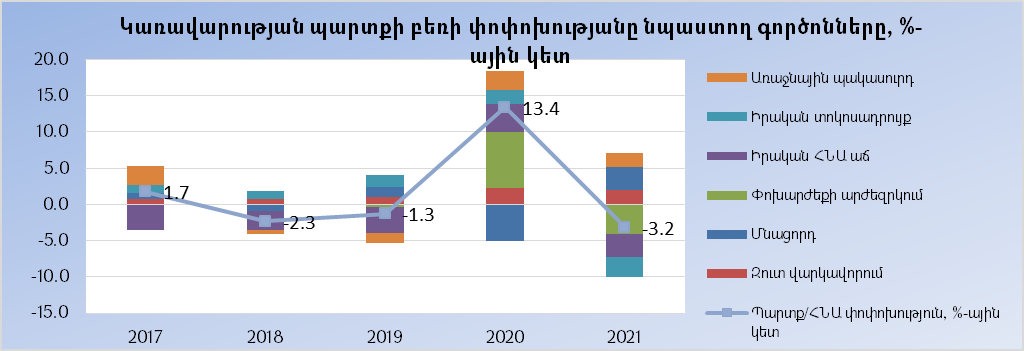 Կառավարության պարտքի բեռի փոփոխությանը նպաստող գործոնները, %-
ային կետ
20.0
15.0
10.0
5.0
0.0
-5.0
-10.0
-15.0
1.7
-2.3
-1.3
13.4
-3.2
2017
2018
2019
2020
2021
Առաջնային պակասուրդ
Իրական տոկոսադրույք
Իրական ՀՆԱ աճ
Փոխարժեքի արժեզրկում
Մնացորդ
Զուտ վարկավորում
Պարտք/ՀՆԱ փոփոխություն, %-ային
կետ